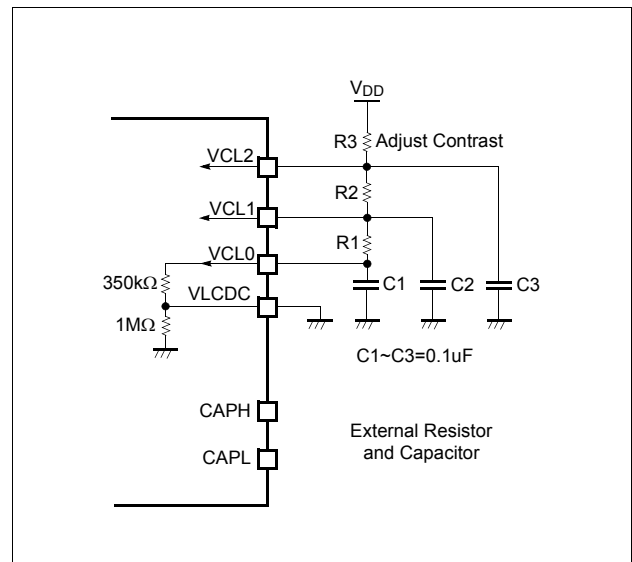 VDD
R3 Adjust Contrast
VCL2
R2
VCL1
R1
VCL0
350kΩ
C1
C2
C3
VLCDC
1MΩ
C1~C3=0.1uF
CAPH
External Resistor
and Capacitor
CAPL